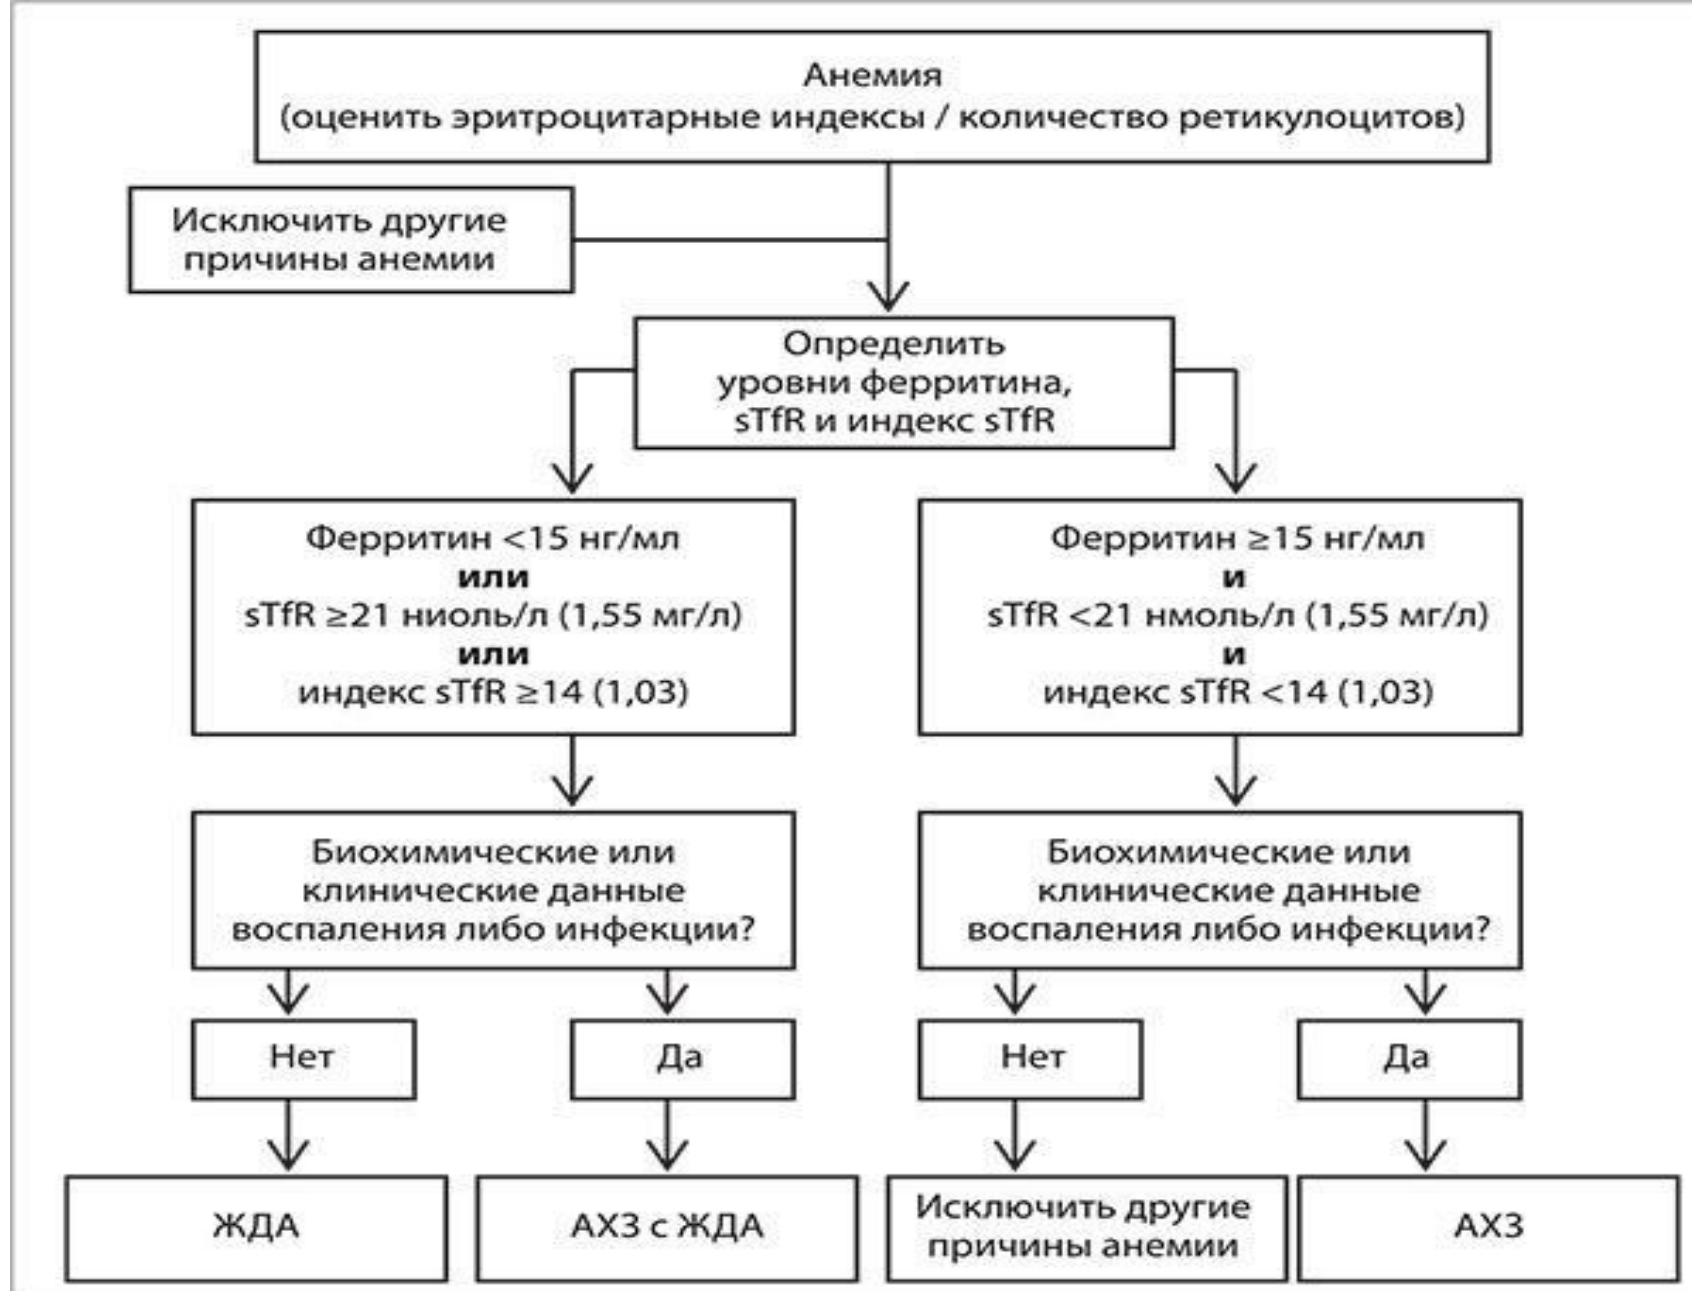 Анемия
(оценить эритроцитарные индексы / количество ретикулоцитов)
Исключить другие
причины анемии
Определить
уровни ферритина,
sTfR и индекс sTfR
Ферритин <15 нг/мл
или
sTfR ≥21 ниоль/л (1,55 мг/л)
или
индекс sTfR ≥14 (1,03)
Ферритин ≥15 нг/мл
и
sTfR <21 нмоль/л (1,55 мг/л)
и
индекс sTfR <14 (1,03)
Биохимические или
клинические данные
воспаления либо инфекции?
Биохимические или
клинические данные
воспаления либо инфекции?
Нет
Да
Нет
Да
ЖДА
АХЗ с ЖДА
Исключить другие
причины анемии
АХЗ